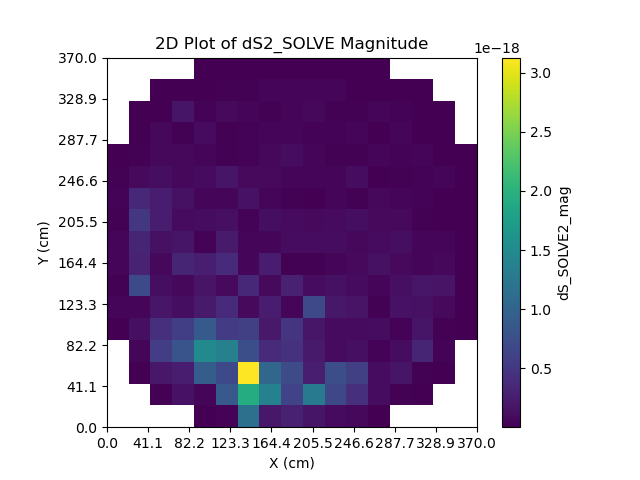 2D Plot of dS2_SOLVE Magnitude
1e−18
370.0
328.9
287.7
246.6
205.5
164.4
123.3
82.2
41.1
0.0
Y (cm)
0.0 41.1 82.2 123.3 164.4 205.5 246.6 287.7 328.9 370.0
X (cm)
3.0
2.5
2.0
1.5
1.0
0.5
dS_SOLVE2_mag